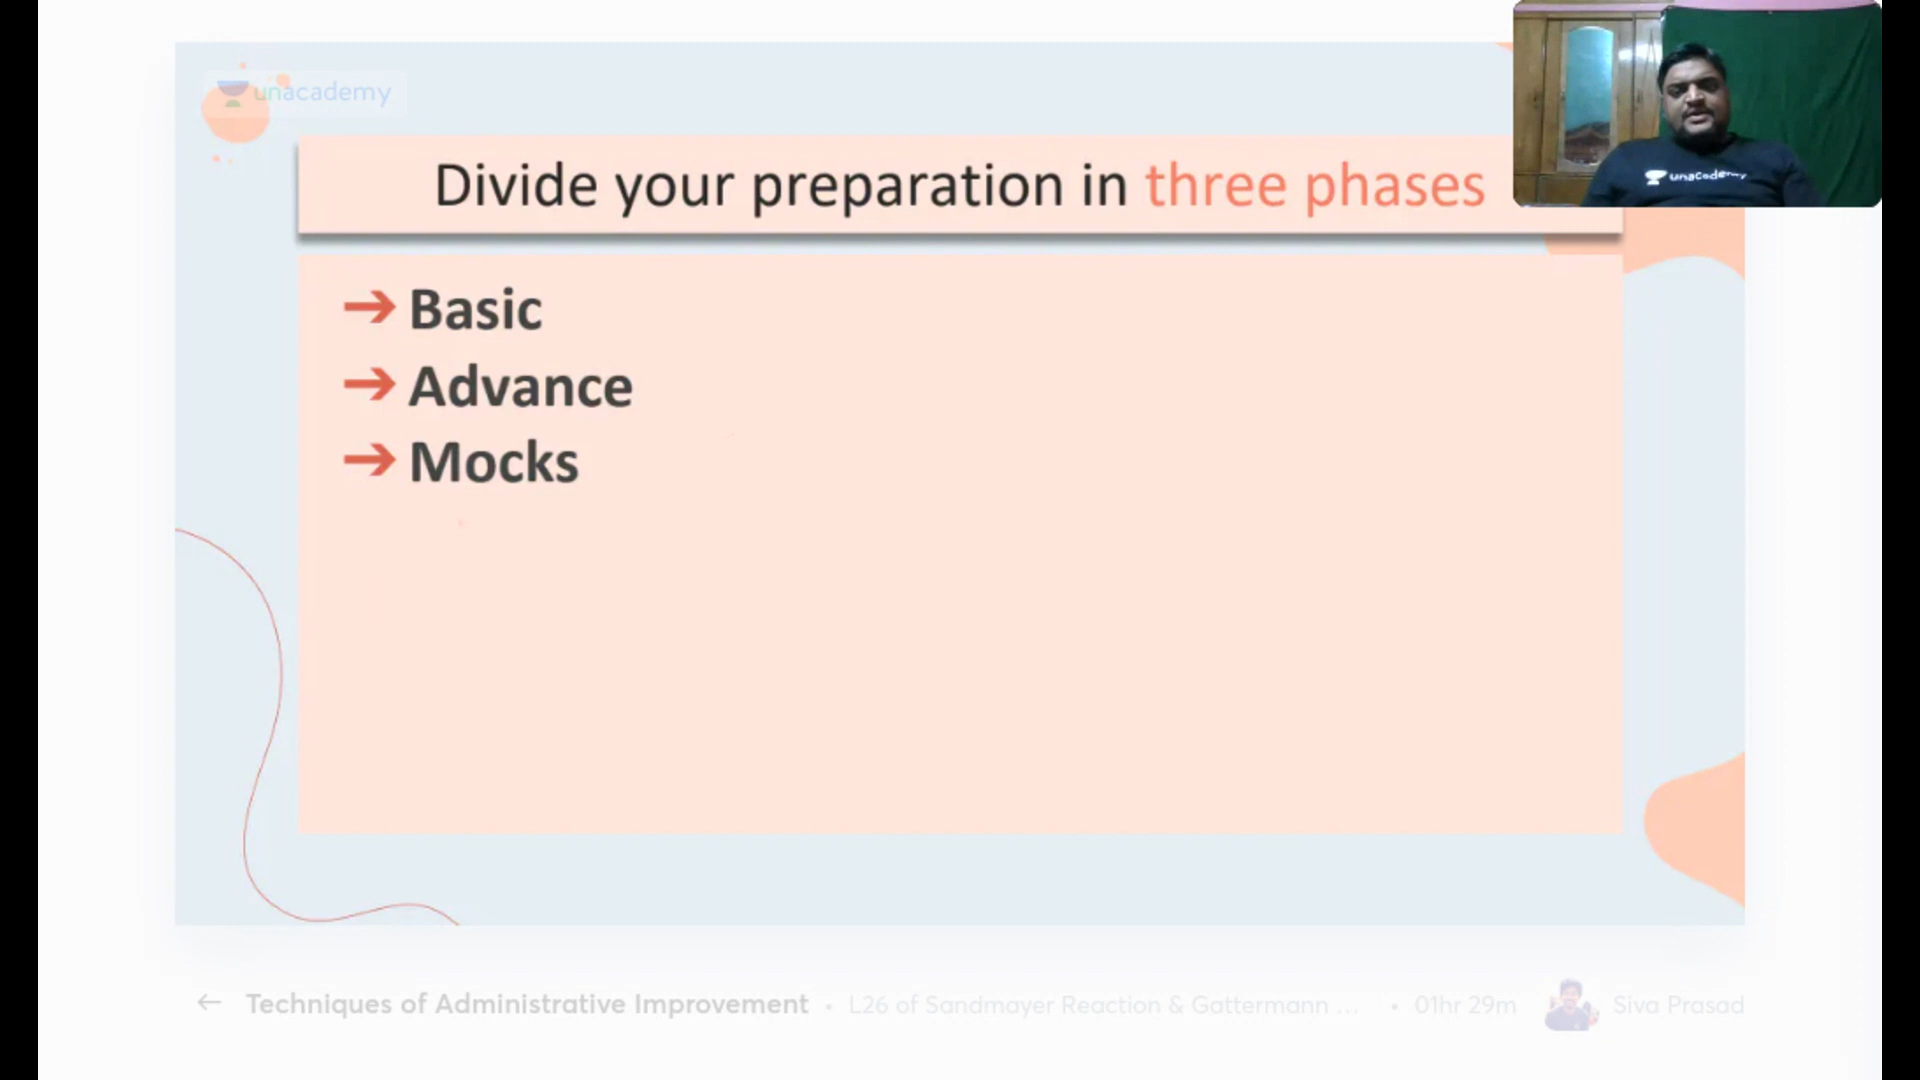 unacademy
Divide your preparation in three phases
➔ Basic
➔ Advance
➔ Mocks
unacademy
← Techniques of Administrative Improvement • L26 of Sandmayer Reaction & Gattermann ... • 01hr 29m Siva Prasad